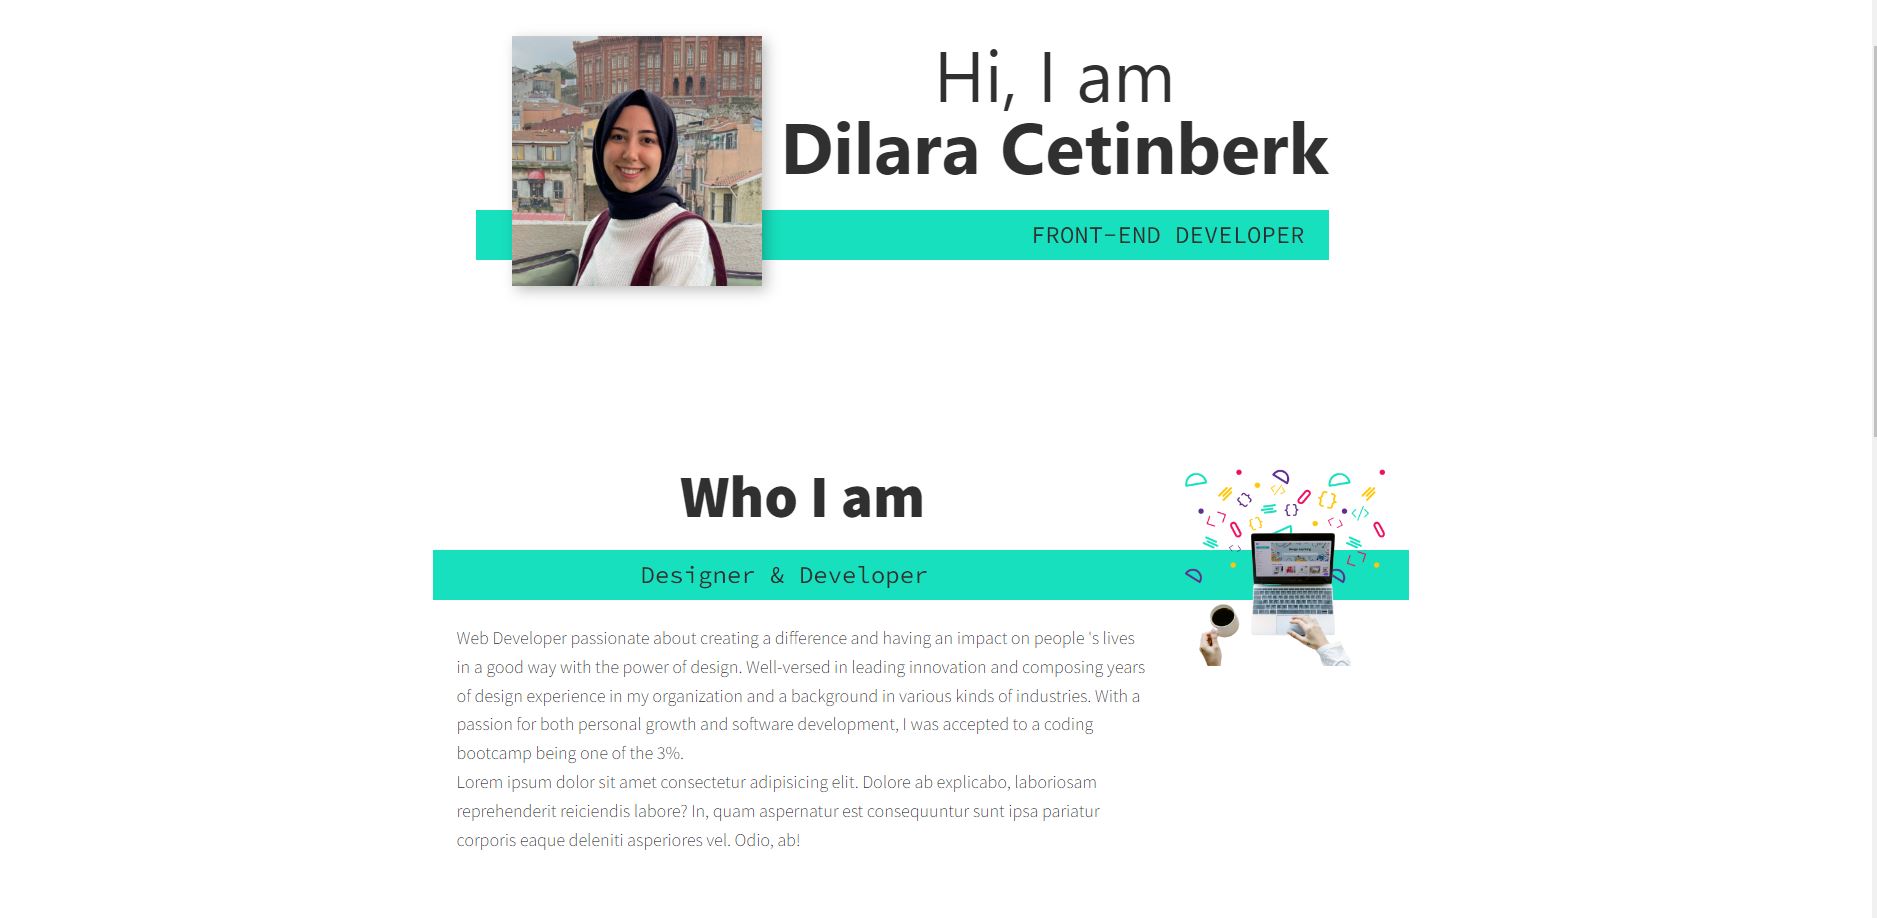 Hi, I am
Dilara Cetinberk
FRONT-END DEVELOPER
Who I am
Designer & Developer
Web Developer passionate about creating a difference and having an impact on people 's lives
in a good way with the power of design. Well-versed in leading innovation and composing years
of design experience in my organization and a background in various kinds of industries. With a
passion for both personal growth and software development, I was accepted to a coding
bootcamp being one of the 3%.
Lorem ipsum dolor sit amet consectetur adipisicing elit. Dolore ab explicabo, laboriosam
reprehenderit reiciendis labore? In, quam aspernatur est consequuntur sunt ipsa pariatur
corporis eaque deleniti asperiores vel. Odio, ab!